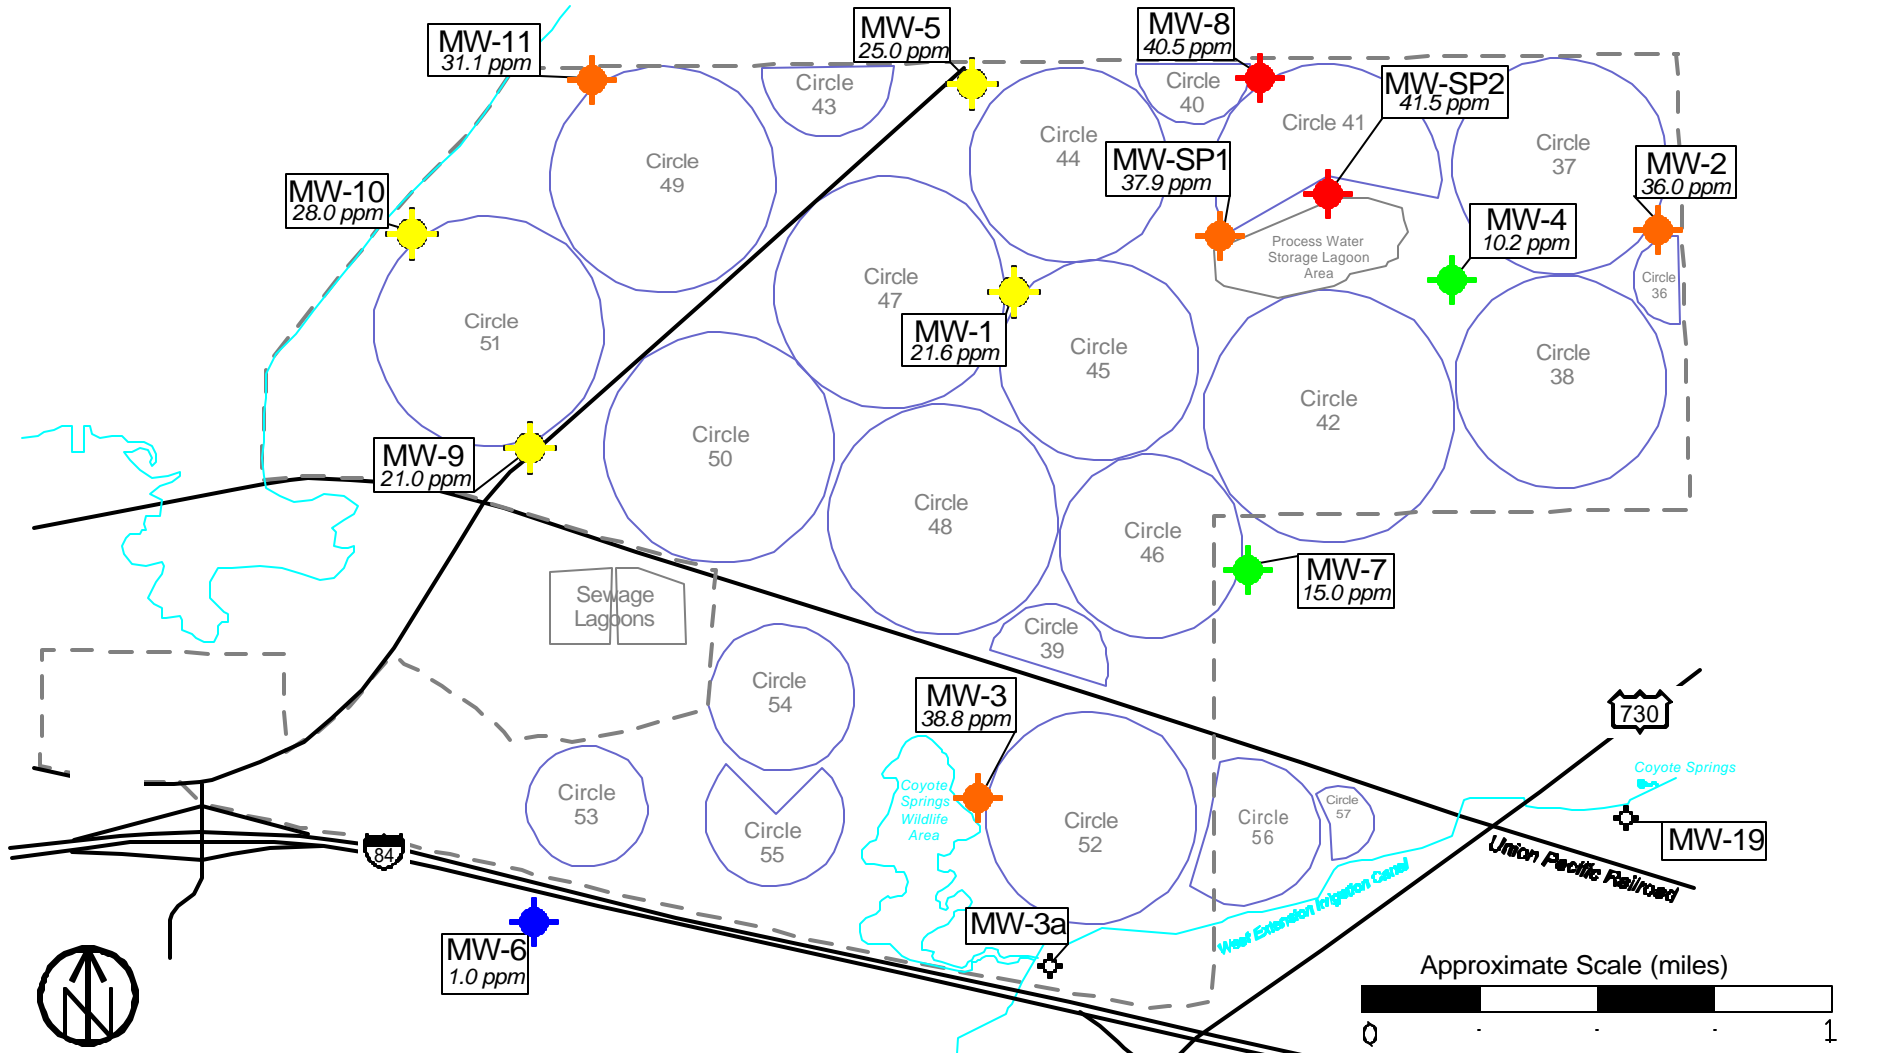 MW-11
31.1 ppm
MW-5
25.0 ppm
MW-8
40.5 ppm
MW-SP2
41.5 ppm
Circle
43
Circle
40
Circle 41
Circle
44
Circle
37
MW-SP1
37.9 ppm
MW-2
36.0 ppm
Circle
49
MW-10
28.0 ppm
MW-4
10.2 ppm
Process Water
Storage Lagoon
Area
Circle
36
Circle
47
Circle
51
MW-1
21.6 ppm
Circle
45
Circle
38
Circle
42
Circle
50
MW-9
21.0 ppm
Circle
48
Circle
46
MW-7
15.0 ppm
Sewage
Lagoons
Circle
39
Circle
54
MW-3
38.8 ppm
730
Coyote Springs
Circle
53
Coyote
Springs
Wildlife
Area
Circle
55
Circle
52
Circle
56
Circle
57
MW-19
Union Pacific Railroad
84
West Extension Irrigation Canal
MW-3a
MW-6
1.0 ppm
N
Approximate Scale (miles)
0 - - - 1